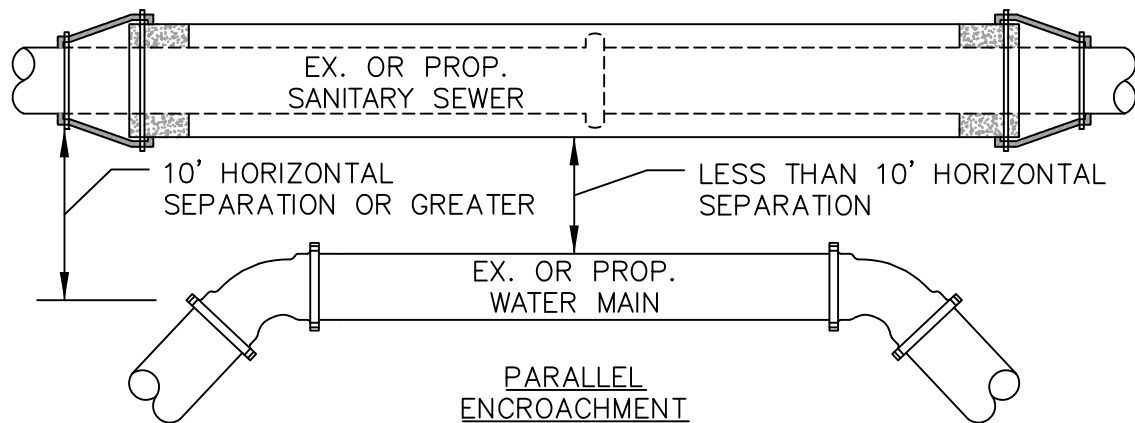 EX. OR PROP.
SANITARY SEWER
10' HORIZONTAL
SEPARATION OR GREATER
LESS THAN 10' HORIZONTAL
SEPARATION
EX. OR PROP.
WATER MAIN
PARALLEL
ENCROACHMENT